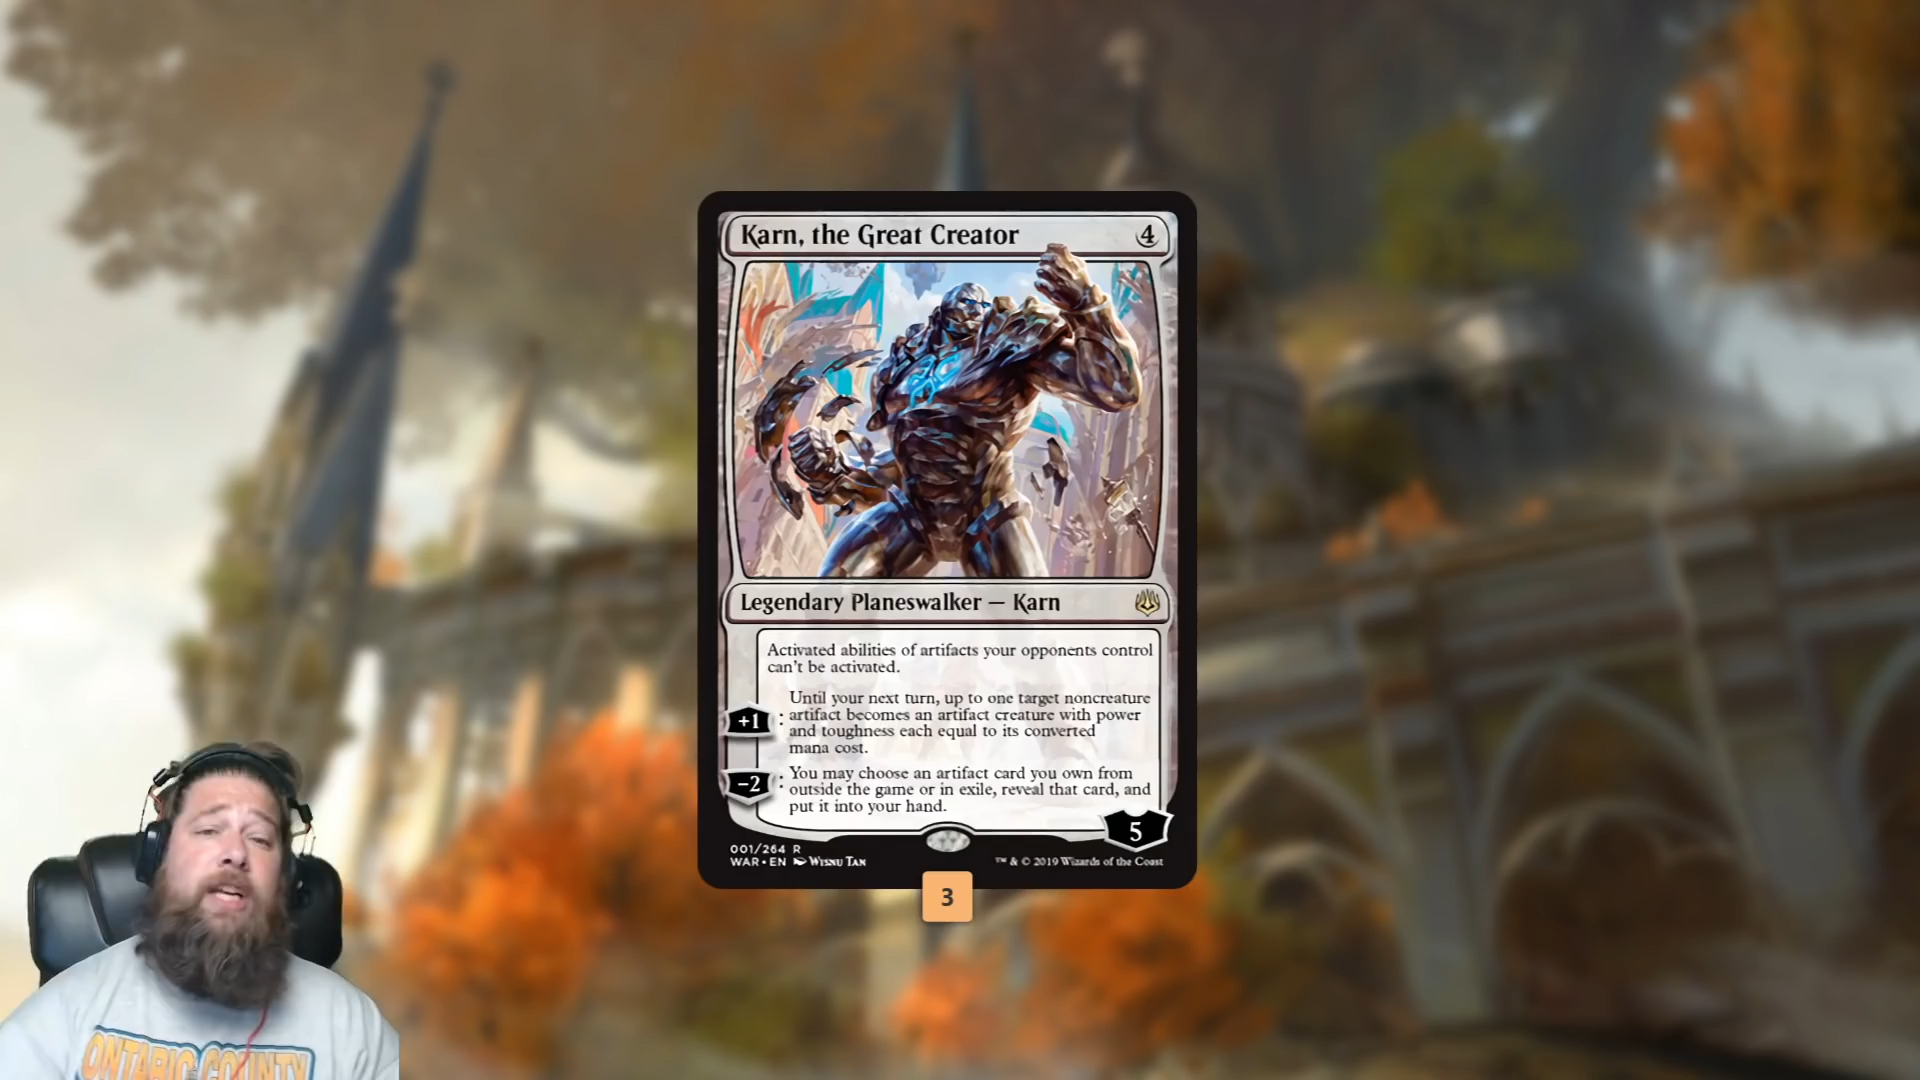 Karn, the Great Creator 4
Legendary Planeswalker — Karn
Activated abilities of artifacts your opponents control
can't be activated.
+1 : Until your next turn, up to one target noncreature
artifact becomes an artifact creature with power
and toughness each equal to its converted
mana cost.
−2 : You may choose an artifact card you own from
outside the game or in exile, reveal that card, and
put it into your hand.
5
001/264 R
WAR • EN Wisnu Tan
™ & © 2019 Wizards of the Coast
3
ONTARIO COUNTY